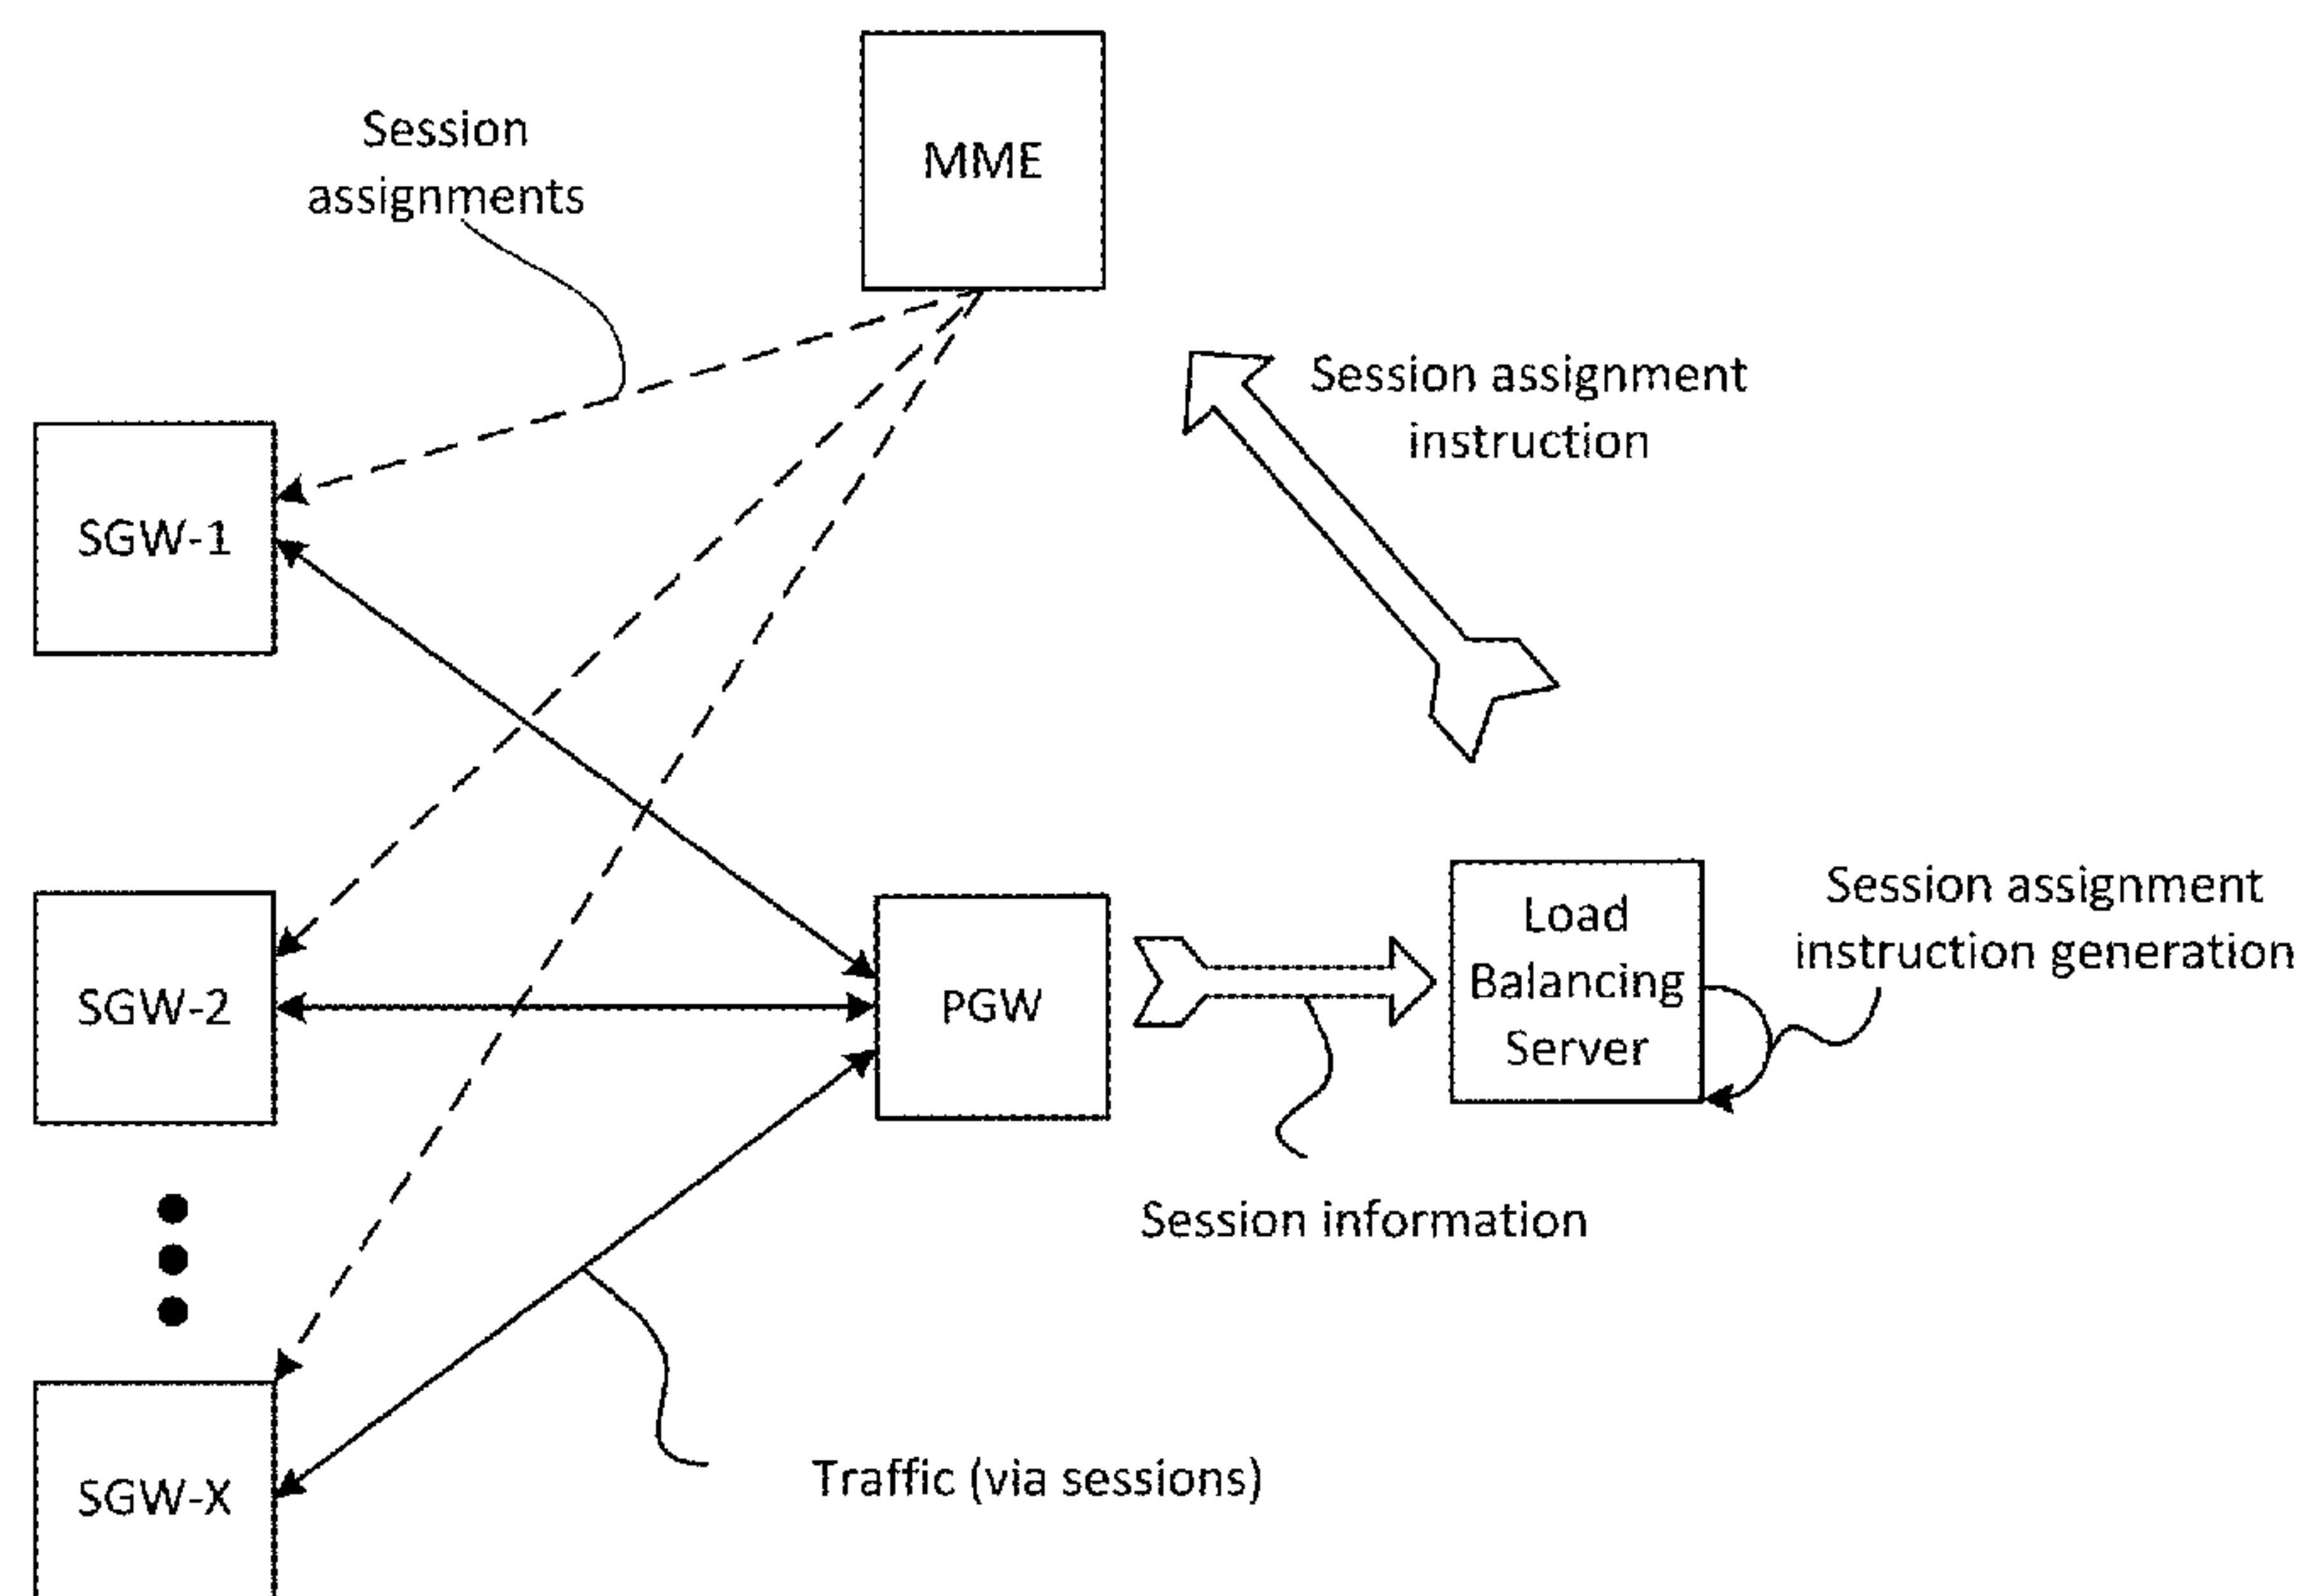 Session
assignments
MME
Session assignment
instruction
SGW-1
SGW-2
PGW
Load
Balancing
Server
Session assignment
instruction generation
Session information
SGW-X
Traffic (via sessions)